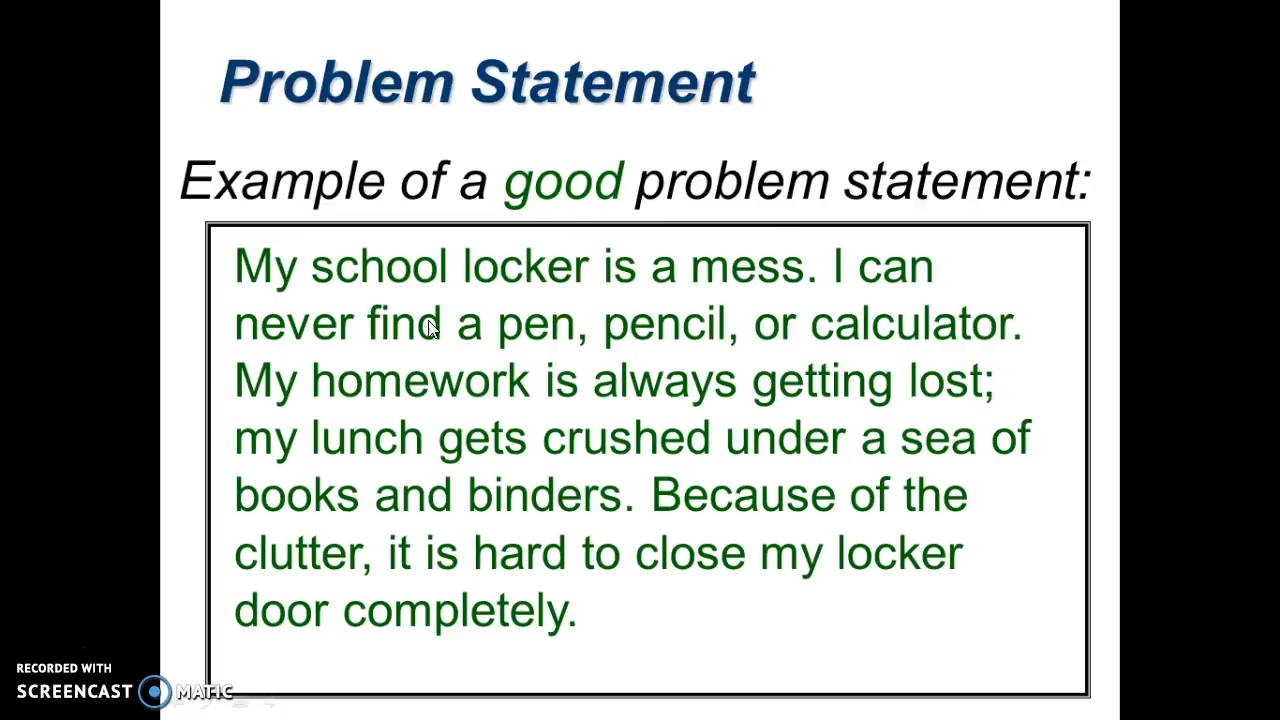 Problem Statement
Example of a good problem statement:
My school locker is a mess. I can
never find a pen, pencil, or calculator.
My homework is always getting lost;
my lunch gets crushed under a sea of
books and binders. Because of the
clutter, it is hard to close my locker
door completely.
RECORDED WITH
SCREENCAST MATIC